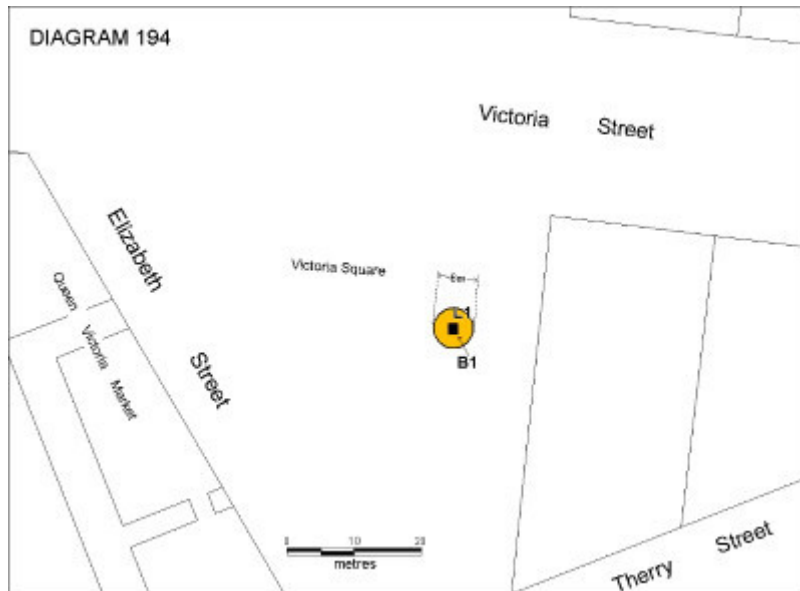 DIAGRAM 194
Victoria Street
Elizabeth Street
Victoria Square
6m
Queen Victoria Market
L1
B1
0 10 20
metres
Therry Street